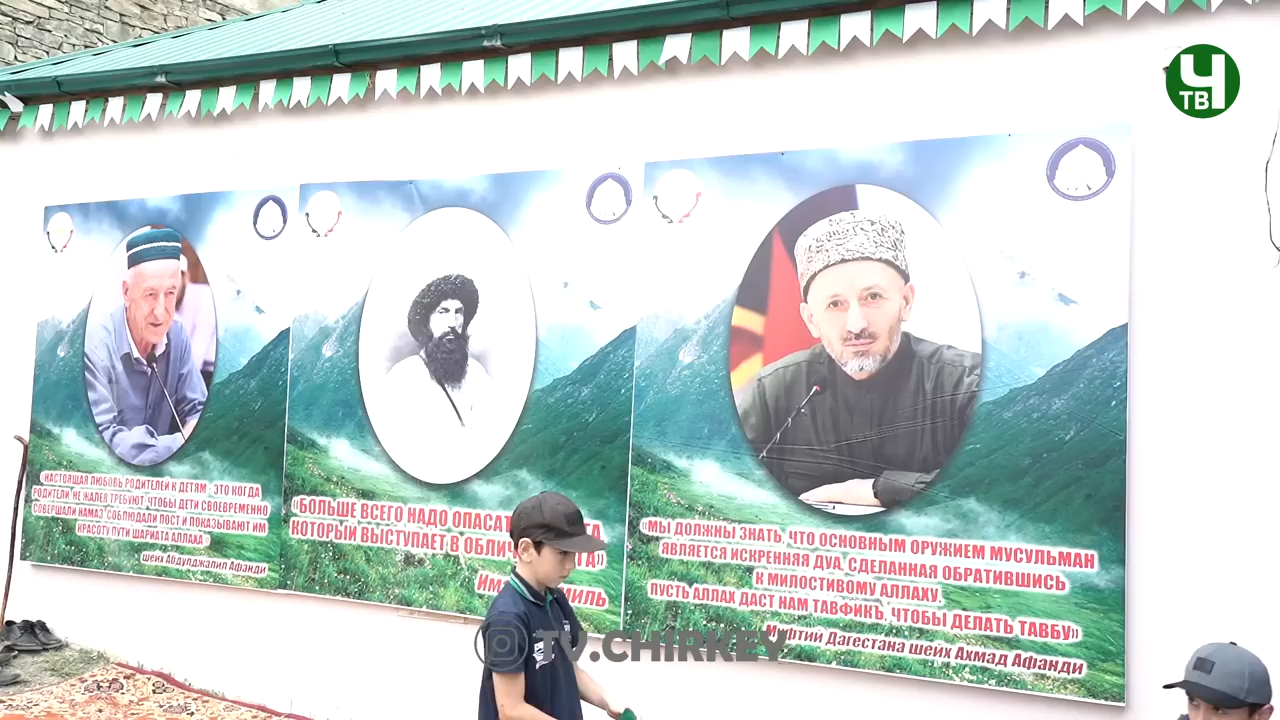 Ч
ТВ
«НАСТОЯЩАЯ ЛЮБОВЬ РОДИТЕЛЕЙ К ДЕТЯМ - ЭТО КОГДА
РОДИТЕЛИ, НЕ ЖАЛЕЯ ТРЕБУЮТ, ЧТОБЫ ДЕТИ СВОЕВРЕМЕННО
СОВЕРШАЛИ НАМАЗ, СОБЛЮДАЛИ ПОСТ И ПОКАЗЫВАЮТ ИМ
КРАСОТУ ПУТИ ШАРИАТА АЛЛАХА.»
шейх Абдулджалил Афанди
«БОЛЬШЕ ВСЕГО НАДО ОПАСАТ
КОТОРЫЙ ВЫСТУПАЕТ В ОБЛИЧ
«МЫ ДОЛЖНЫ ЗНАТЬ, ЧТО ОСНОВНЫМ ОРУЖИЕМ МУСУЛЬМАН
ЯВЛЯЕТСЯ ИСКРЕННЯЯ ДУА, СДЕЛАННАЯ ОБРАТИВШИСЬ
К МИЛОСТИВОМУ АЛЛАХУ.
ПУСТЬ АЛЛАХ ДАСТ НАМ ТАВФИКЪ, ЧТОБЫ ДЕЛАТЬ ТАВБУ»
Муфтий Дагестана шейх Ахмад Афанди
TV.CHIRKEY